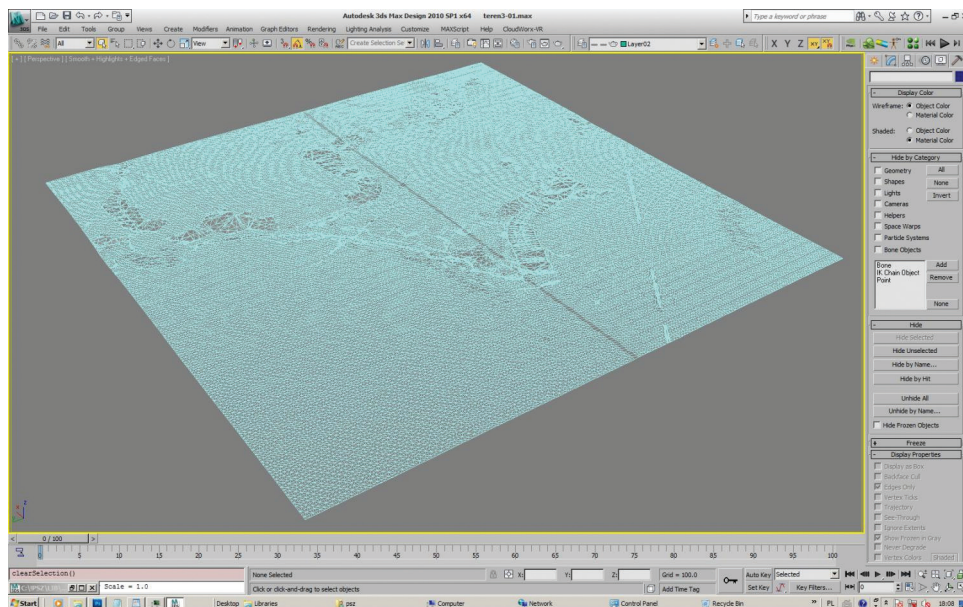 Autodesk 3ds Max Design 2010 SP1 x64 teren3-01.max
Type a keyword or phrase
File Edit Tools Group Views Create Modifiers Animation Graph Editors Rendering Lighting Analysis Customize MAXScript Help CloudWorx-VR
All View Create Selection Se Layer02 X Y Z XY
[ + ] [ Perspective ] [ Smooth + Highlights + Edged Faces ]
Display Color
Wireframe: Object Color
Material Color
Shaded: Object Color
Material Color
Hide by Category
Geometry All
Shapes None
Lights Invert
Cameras
Helpers
Space Warps
Particle Systems
Bone Objects
Bone Add
IK Chain Object Remove
Point
None
Hide
Hide Selected
Hide Unselected
Hide by Name...
Hide by Hit
Unhide All
Unhide by Name...
Hide Frozen Objects
Freeze
Display Properties
Display as Box
Backface Cull
Edges Only
Vertex Ticks
Trajectory
See-Through
Ignore Extents
Show Frozen in Gray
Never Degrade
Vertex Colors Shaded
z
0 / 100
0 5 10 15 20 25 30 35 40 45 50 55 60 65 70 75 80 85 90 95 100
clearSelection()
Scale = 1.0
None Selected X: Y: Z: Grid = 100.0 Auto Key Selected
Click or click-and-drag to select objects Add Time Tag Set Key Key Filters... 0
Start Desktop Libraries psz Computer Network Control Panel Recycle Bin PL 18:08